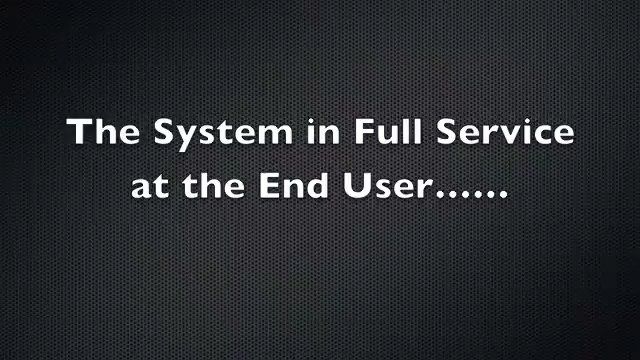 The System in Full Service
at the End User......